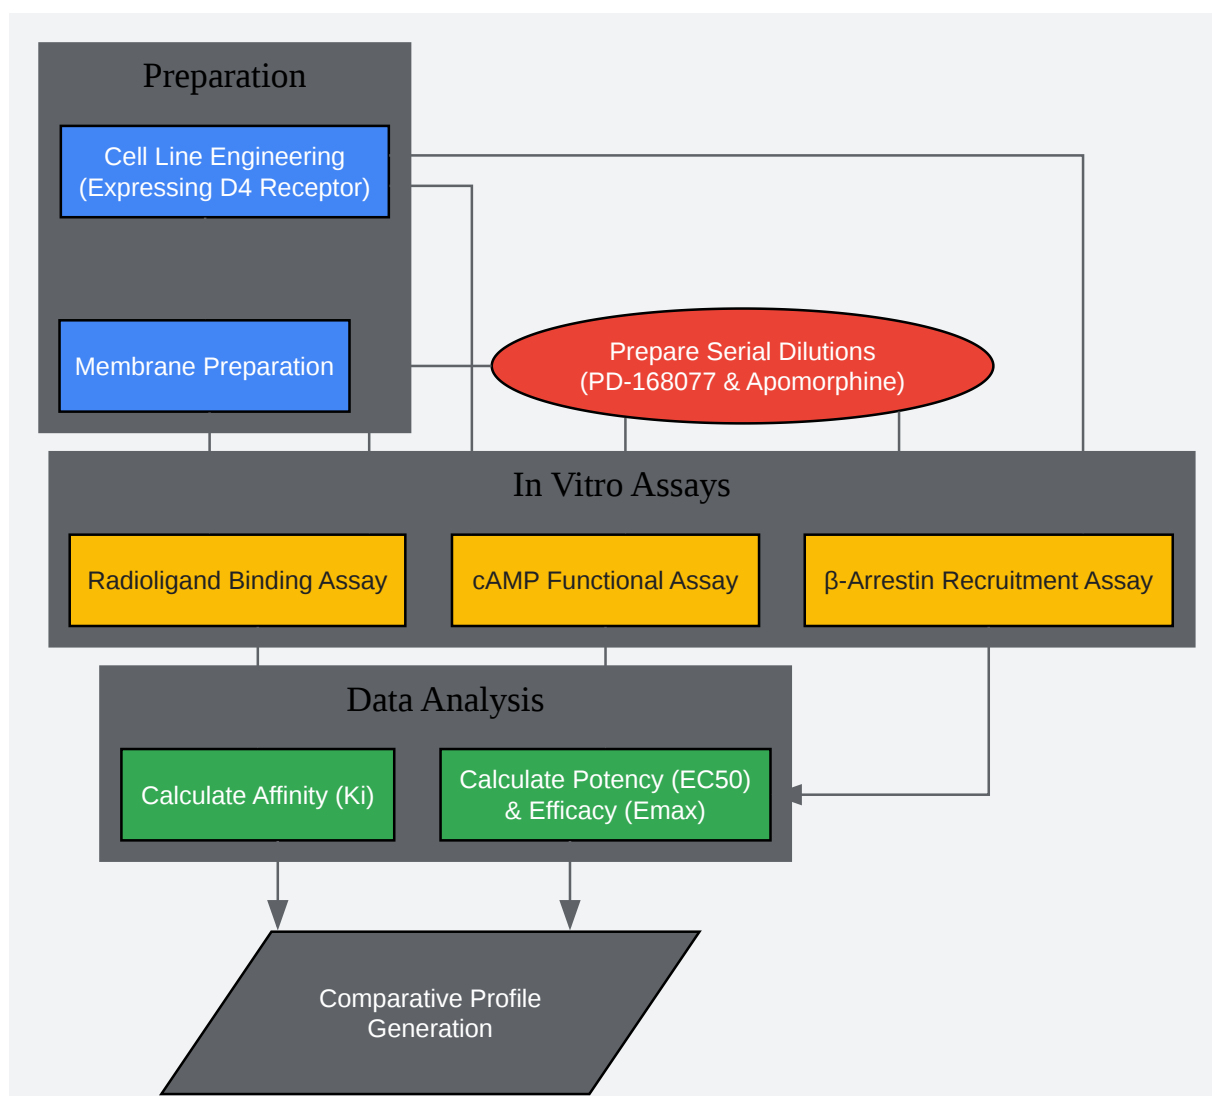 Preparation
Cell Line Engineering
(Expressing D4 Receptor)
Membrane Preparation
Prepare Serial Dilutions
(PD-168077 & Apomorphine)
In Vitro Assays
Radioligand Binding Assay
cAMP Functional Assay
β-Arrestin Recruitment Assay
Data Analysis
Calculate Affinity (Ki)
Calculate Potency (EC50)
& Efficacy (Emax)
Comparative Profile
Generation